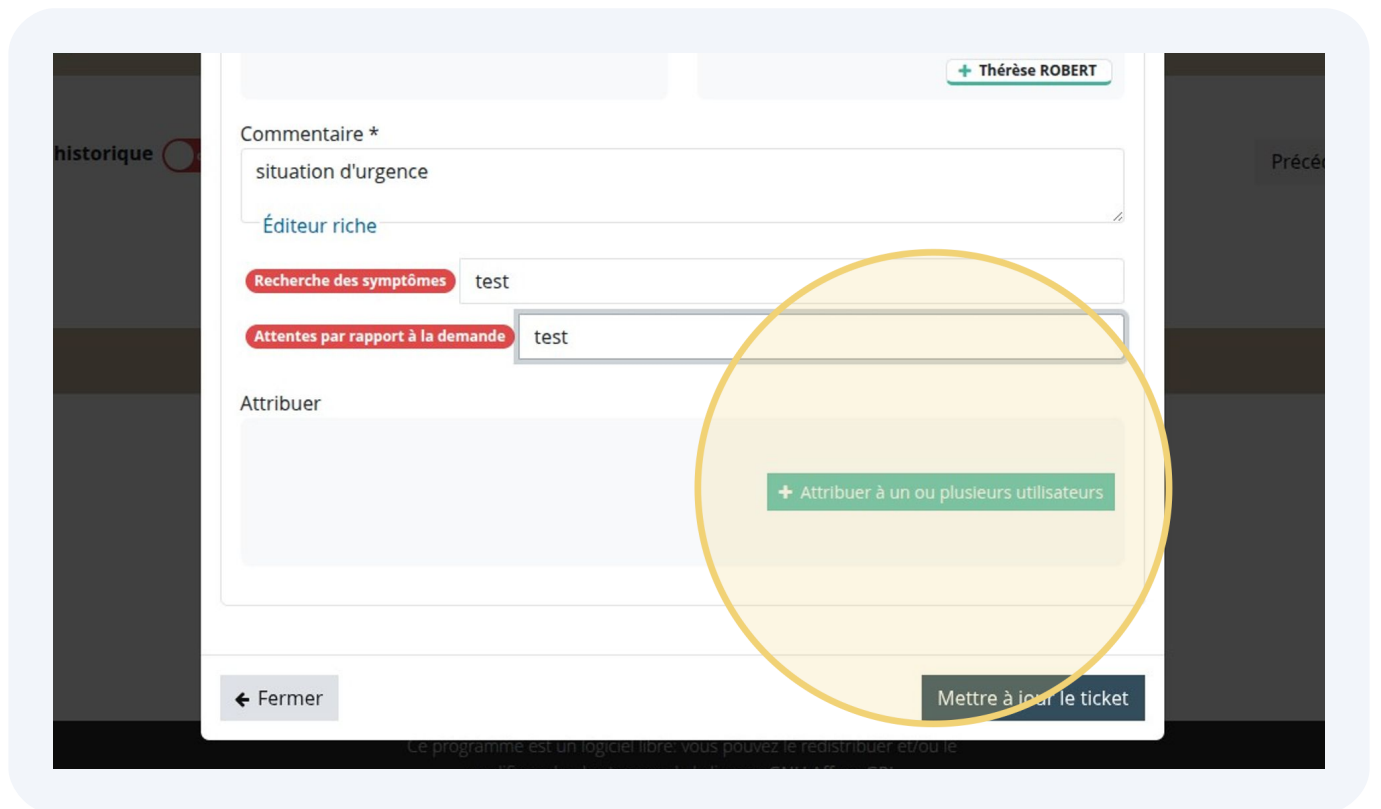 + Thérèse ROBERT
Commentaire *
historique
Précé
situation d'urgence
Éditeur riche
Recherche des symptômes test
Attentes par rapport à la demande test
Attribuer
+ Attribuer à un ou plusieurs utilisateurs
← Fermer
Mettre à jour le ticket
Ce programme est un logiciel libre: vous pouvez le redistribuer et/ou le